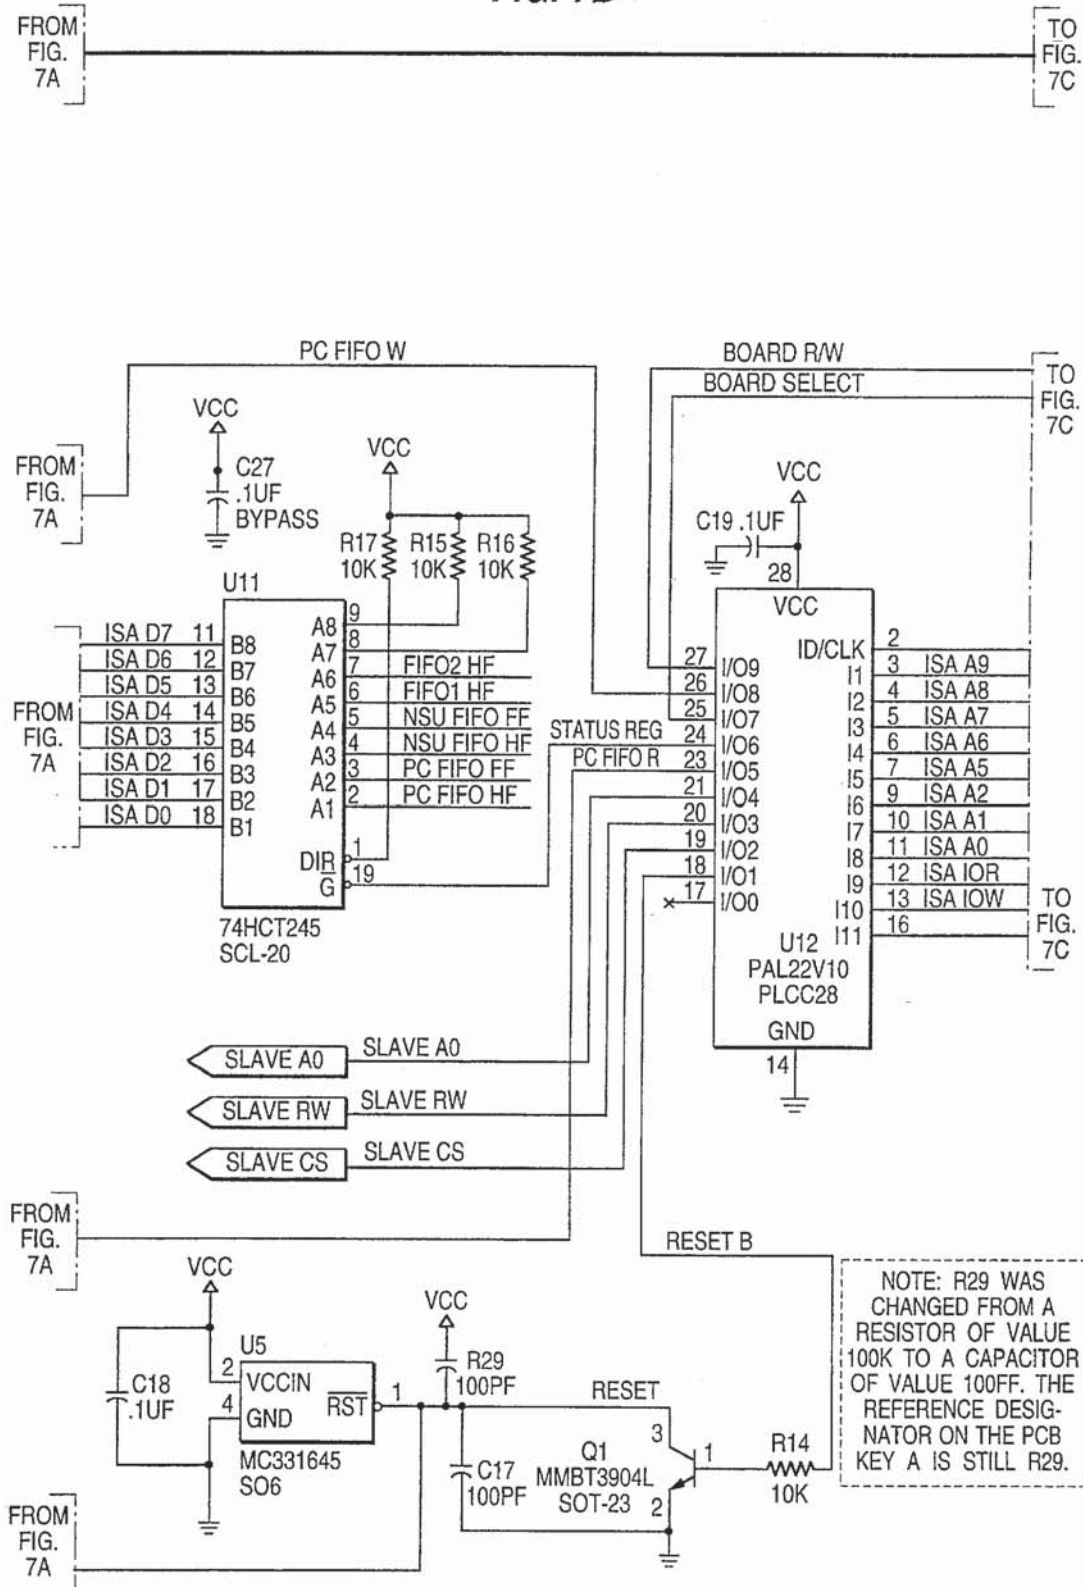 FROM
FIG.
7A
TO
FIG.
7C
PC FIFO W
BOARD R/W
BOARD SELECT
TO
FIG.
7C
FROM
FIG.
7A
VCC
C27
.1UF
BYPASS
VCC
R17
10K
R15
10K
R16
10K
VCC
C19 .1UF
28
VCC
U11
FROM
FIG.
7A
ISA D7 11 B8
ISA D6 12 B7
ISA D5 13 B6
ISA D4 14 B5
ISA D3 15 B4
ISA D2 16 B3
ISA D1 17 B2
ISA D0 18 B1
A8 9
A7 8
A6 7 FIFO2 HF
A5 6 FIFO1 HF
A4 5 NSU FIFO FF
A3 4 NSU FIFO HF
A2 3 PC FIFO FF
A1 2 PC FIFO HF
DIR 1
G 19
74HCT245
SCL-20
27 I/O9
26 I/O8
25 I/O7
STATUS REG 24 I/O6
PC FIFO R 23 I/O5
21 I/O4
20 I/O3
19 I/O2
18 I/O1
17 I/O0
ID/CLK 2
I1 3 ISA A9
I2 4 ISA A8
I3 5 ISA A7
I4 6 ISA A6
I5 7 ISA A5
I6 9 ISA A2
I7 10 ISA A1
I8 11 ISA A0
I9 12 ISA IOR
I10 13 ISA IOW
I11 16
TO
FIG.
7C
U12
PAL22V10
PLCC28
GND
14
SLAVE A0 SLAVE A0
SLAVE RW SLAVE RW
SLAVE CS SLAVE CS
FROM
FIG.
7A
RESET B
VCC
C18
.1UF
U5
2 VCCIN
4 GND
RST 1
MC331645
SO6
VCC
R29
100PF
RESET
C17
100PF
Q1
MMBT3904L
SOT-23
3
1
2
R14
10K
NOTE: R29 WAS
CHANGED FROM A
RESISTOR OF VALUE
100K TO A CAPACITOR
OF VALUE 100FF. THE
REFERENCE DESIG-
NATOR ON THE PCB
KEY A IS STILL R29.
FROM
FIG.
7A